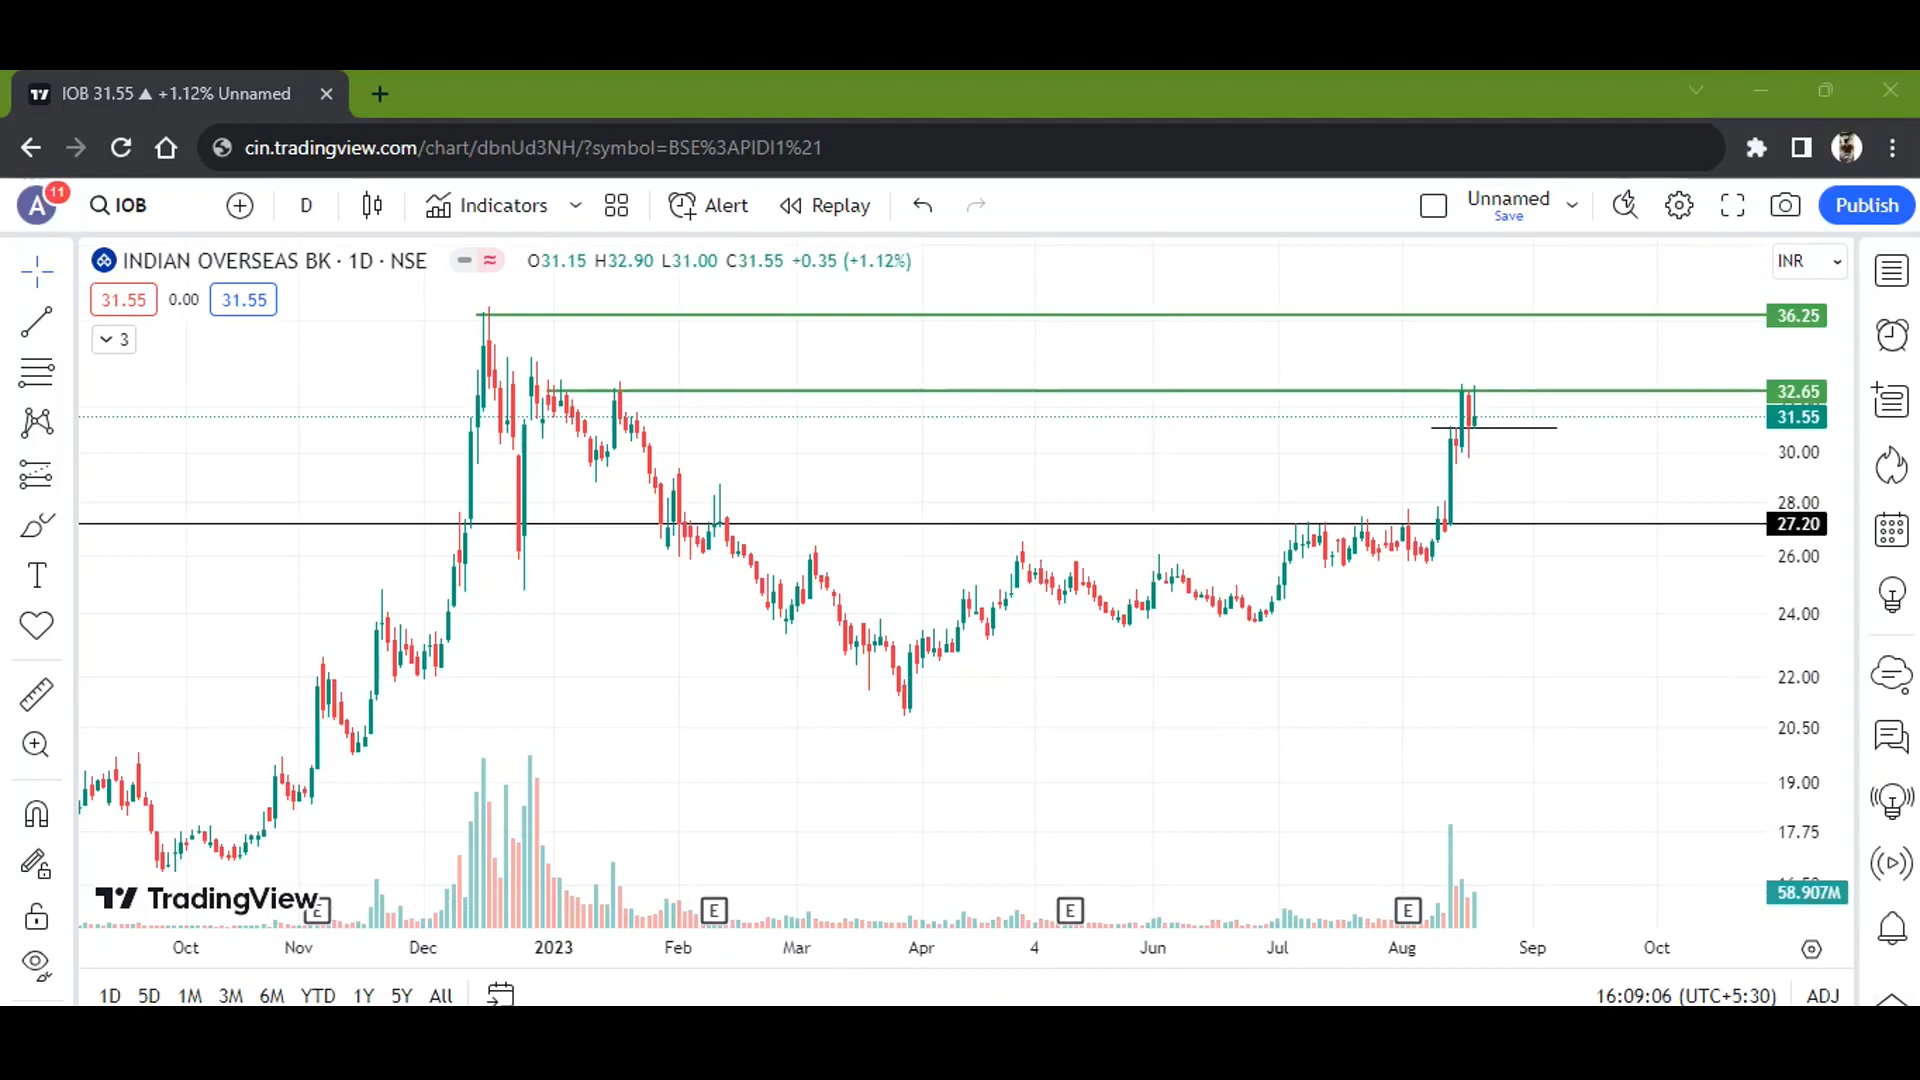 IOB 31.55 ▲ +1.12% Unnamed
cin.tradingview.com/chart/dbnUd3NH/?symbol=BSE%3APIDI1%21
A 11 IOB D Indicators Alert Replay Unnamed Publish
Save
INDIAN OVERSEAS BK · 1D · NSE O31.15 H32.90 L31.00 C31.55 +0.35 (+1.12%) INR
31.55 0.00 31.55
3
36.25
32.65
31.55
30.00
28.00
27.20
26.00
24.00
22.00
20.50
19.00
17.75
58.907M
TradingView
E E E E
Oct Nov Dec 2023 Feb Mar Apr 4 Jun Jul Aug Sep Oct
1D 5D 1M 3M 6M YTD 1Y 5Y All 16:09:06 (UTC+5:30) ADJ